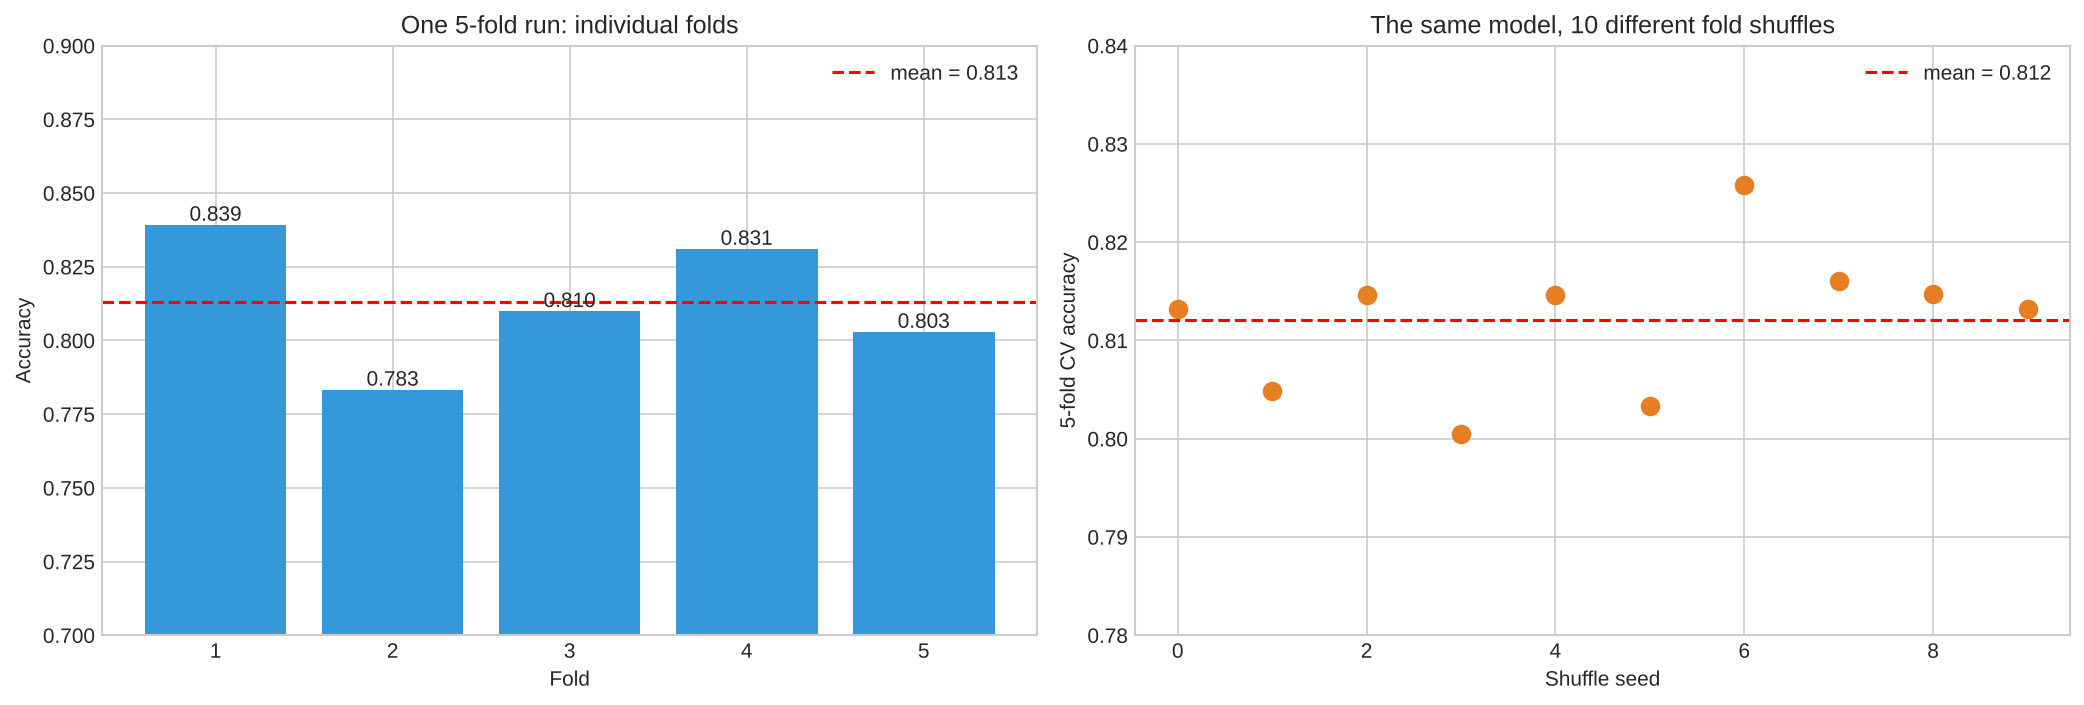 One 5-fold run: individual folds
0.900
0.875
0.850
0.825
0.800
0.775
0.750
0.725
0.700
Accuracy
mean = 0.813
0.839
0.783
0.810
0.831
0.803
1 2 3 4 5
Fold
The same model, 10 different fold shuffles
0.84
0.83
0.82
0.81
0.80
0.79
0.78
5-fold CV accuracy
mean = 0.812
0 2 4 6 8
Shuffle seed